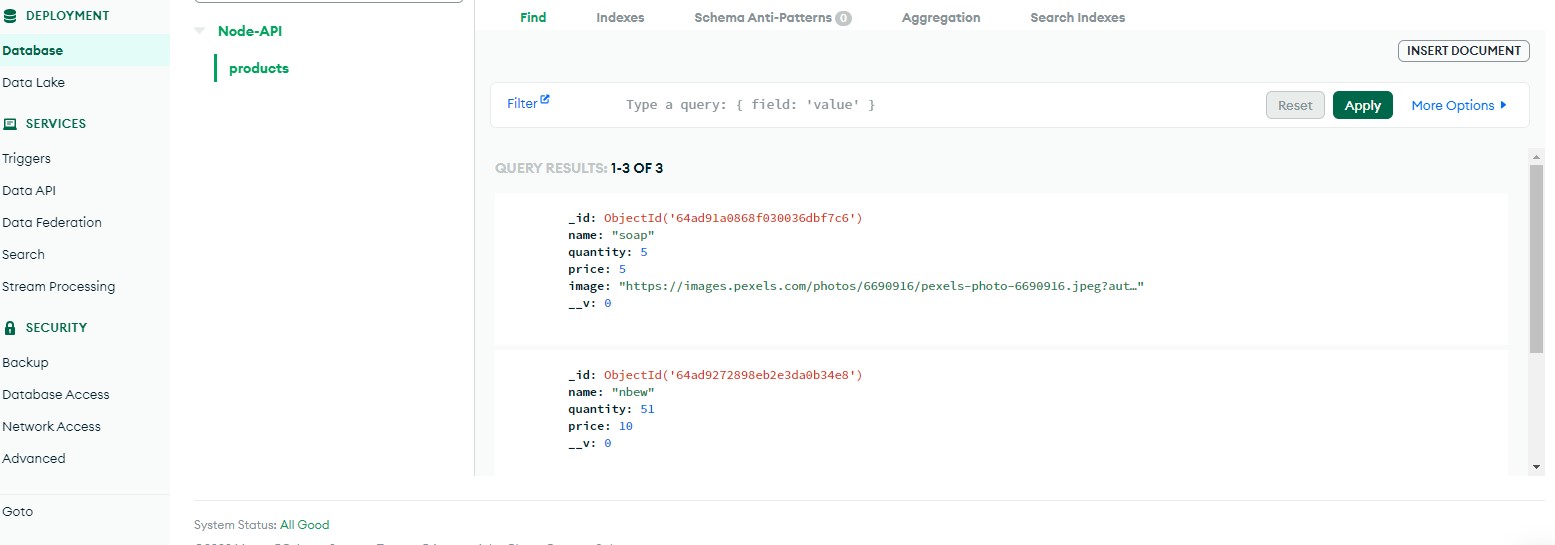 DEPLOYMENT
Database
Data Lake
SERVICES
Triggers
Data API
Data Federation
Search
Stream Processing
SECURITY
Backup
Database Access
Network Access
Advanced
Goto
Node-API
products
Find Indexes Schema Anti-Patterns 0 Aggregation Search Indexes
INSERT DOCUMENT
Filter Type a query: { field: 'value' } Reset Apply More Options
QUERY RESULTS: 1-3 OF 3
_id: ObjectId('64ad91a0868f030036dbf7c6')
name: "soap"
quantity: 5
price: 5
image: "https://images.pexels.com/photos/6690916/pexels-photo-6690916.jpeg?aut…"
__v: 0
_id: ObjectId('64ad9272898eb2e3da0b34e8')
name: "nbew"
quantity: 51
price: 10
__v: 0
System Status: All Good